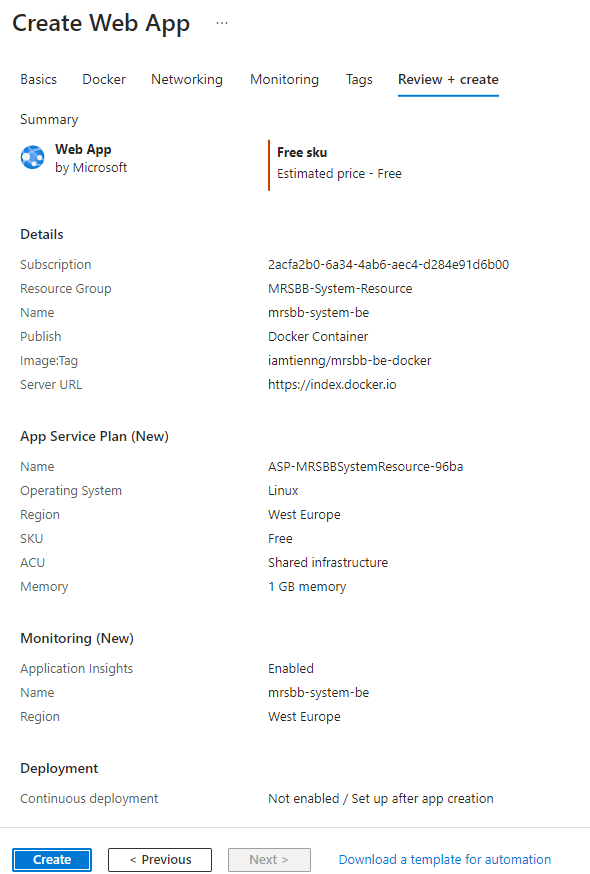 Create Web App ...
Basics Docker Networking Monitoring Tags Review + create
Summary
Web App
by Microsoft
Free sku
Estimated price - Free
Details
Subscription 2acfa2b0-6a34-4ab6-aec4-d284e91d6b00
Resource Group MRSBB-System-Resource
Name mrsbb-system-be
Publish Docker Container
Image:Tag iamtienng/mrsbb-be-docker
Server URL https://index.docker.io
App Service Plan (New)
Name ASP-MRSBBSystemResource-96ba
Operating System Linux
Region West Europe
SKU Free
ACU Shared infrastructure
Memory 1 GB memory
Monitoring (New)
Application Insights Enabled
Name mrsbb-system-be
Region West Europe
Deployment
Continuous deployment Not enabled / Set up after app creation
Create < Previous Next > Download a template for automation